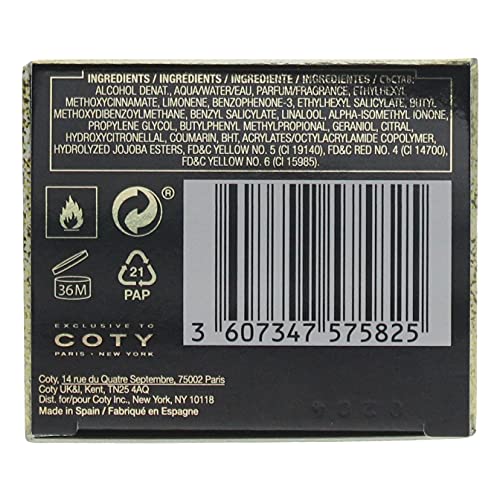 INGREDIENTS / INGRÉDIENTS / INGREDIENTE / INGREDIENTES / СЪСТАВ:
ALCOHOL DENAT., AQUA/WATER/EAU, PARFUM/FRAGRANCE, ETHYLHEXYL
METHOXYCINNAMATE, LIMONENE, BENZOPHENONE-3, ETHYLHEXYL SALICYLATE, BUTYL
METHOXYDIBENZOYLMETHANE, BENZYL SALICYLATE, LINALOOL, ALPHA-ISOMETHYL IONONE,
PROPYLENE GLYCOL, BUTYLPHENYL METHYLPROPIONAL, GERANIOL, CITRAL,
HYDROXYCITRONELLAL, COUMARIN, BHT, ACRYLATES/OCTYLACRYLAMIDE COPOLYMER,
HYDROLYZED JOJOBA ESTERS, FD&C YELLOW NO. 5 (CI 19140), FD&C RED NO. 4 (CI 14700),
FD&C YELLOW NO. 6 (CI 15985).
®
36M
21
PAP
3 607347 575825
EXCLUSIVE TO
COTY
PARIS - NEW YORK
Coty, 14 rue du Quatre Septembre, 75002 Paris
Coty UK&I, Kent, TN25 4AQ
Dist. for/pour Coty Inc., New York, NY 10118
Made in Spain / Fabriqué en Espagne